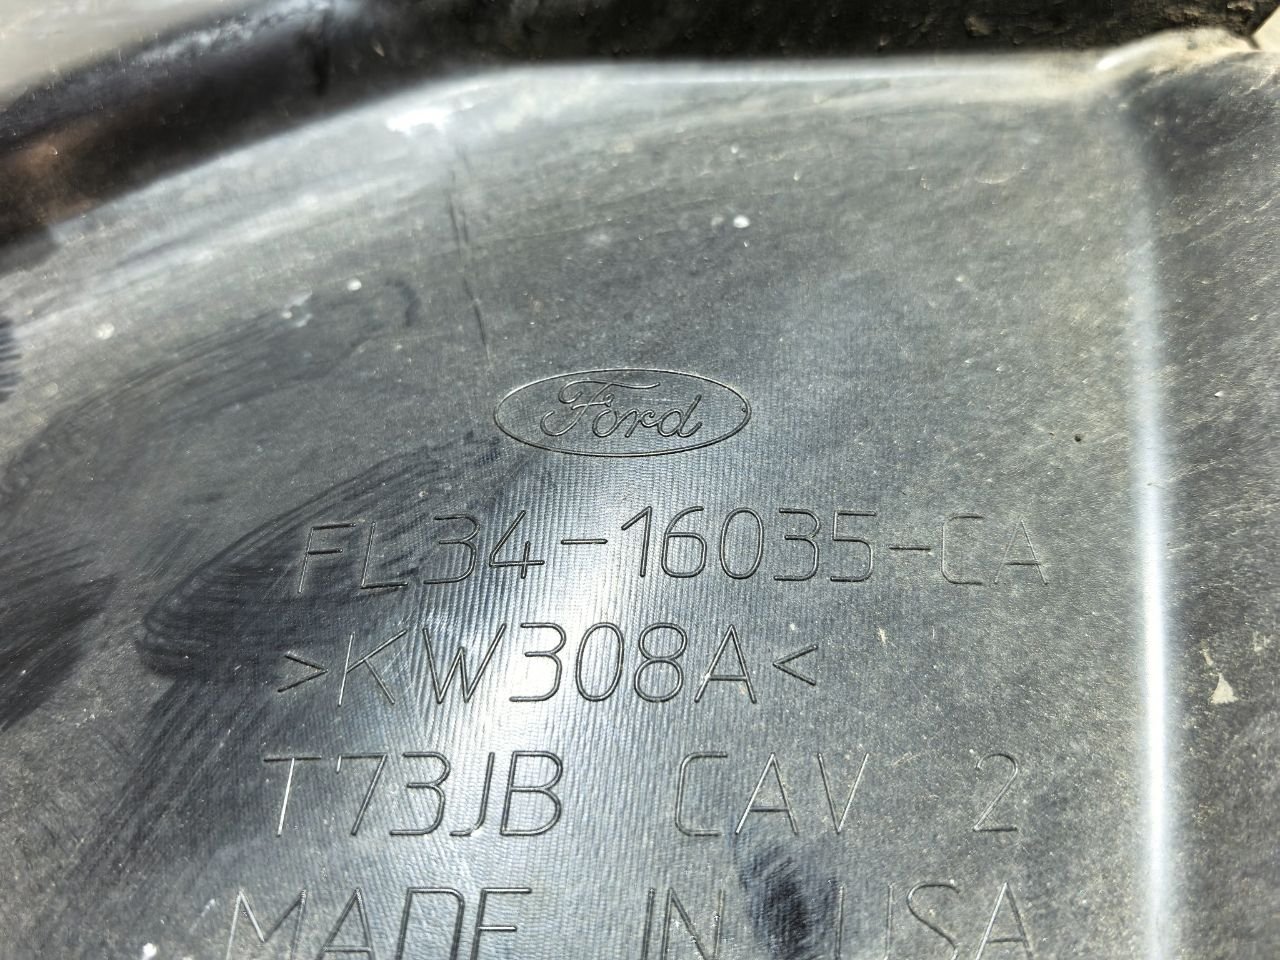 Ford
FL34-16035-CA
>KW308A<
T73JB CAV 2
MADE IN USA